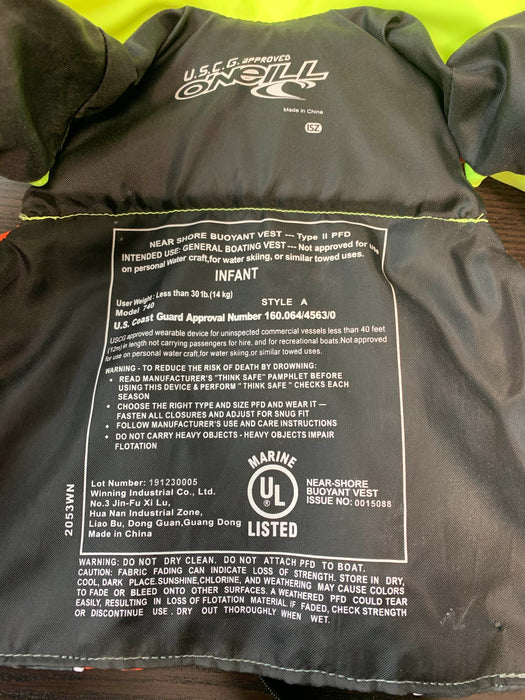 U.S.C.G. APPROVED
ONEILL
Made in China
ISZ
NEAR SHORE BUOYANT VEST --- Type II PFD
INTENDED USE: GENERAL BOATING VEST --- Not approved for use
on personal Water craft,for water skiing, or similar towed uses.
INFANT
User Weight: Less than 30 lb.(14 kg)
Model 740
STYLE A
U.S. Coast Guard Approval Number 160.064/4563/0
USCG approved wearable device for uninspected commercial vessels less than 40 feet
(12m) in length not carrying passengers for hire, and for recreational boats.Not approved
for use on personal water craft,for water skiing,or similar towed uses.
WARNING - TO REDUCE THE RISK OF DEATH BY DROWNING:
• READ MANUFACTURER'S "THINK SAFE" PAMPHLET BEFORE
USING THIS DEVICE & PERFORM " THINK SAFE " CHECKS EACH
SEASON
• CHOOSE THE RIGHT TYPE AND SIZE PFD AND WEAR IT —
FASTEN ALL CLOSURES AND ADJUST FOR SNUG FIT
• FOLLOW MANUFACTURER'S USE AND CARE INSTRUCTIONS
• DO NOT CARRY HEAVY OBJECTS - HEAVY OBJECTS IMPAIR
FLOTATION
2053WN
Lot Number: 191230005
Winning Industrial Co., Ltd.
No.3 Jin-Fu Xi Lu,
Hua Nan Industrial Zone,
Liao Bu, Dong Guan,Guang Dong
Made in China
MARINE
UL
®
LISTED
NEAR-SHORE
BUOYANT VEST
ISSUE NO: 0015088
WARNING: DO NOT DRY CLEAN. DO NOT ATTACH PFD TO BOAT.
CAUTION: FABRIC FADING CAN INDICATE LOSS OF STRENGTH. STORE IN DRY,
COOL, DARK PLACE.SUNSHINE,CHLORINE, AND WEATHERING MAY CAUSE COLORS
TO FADE OR BLEED ONTO OTHER SURFACES. A WEATHERED PFD COULD TEAR
EASILY, RESULTING IN LOSS OF FLOTATION MATERIAL. IF FADED, CHECK STRENGTH
OR DISCONTINUE USE . DRY OUT THOROUGHLY WHEN WET.